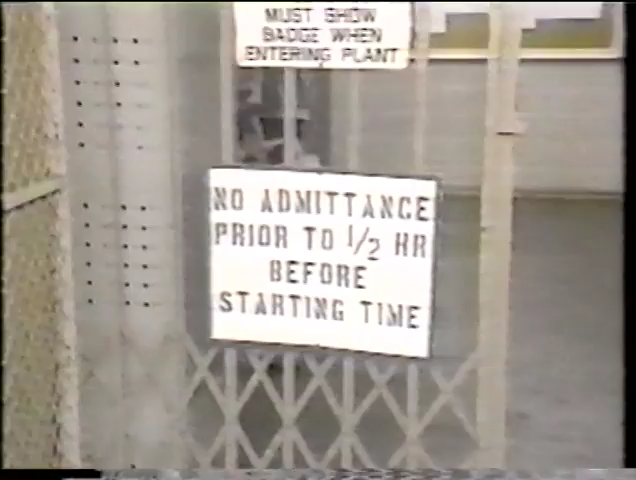 MUST SHOW
BADGE WHEN
ENTERING PLANT
NO ADMITTANCE
PRIOR TO 1/2 HR
BEFORE
STARTING TIME